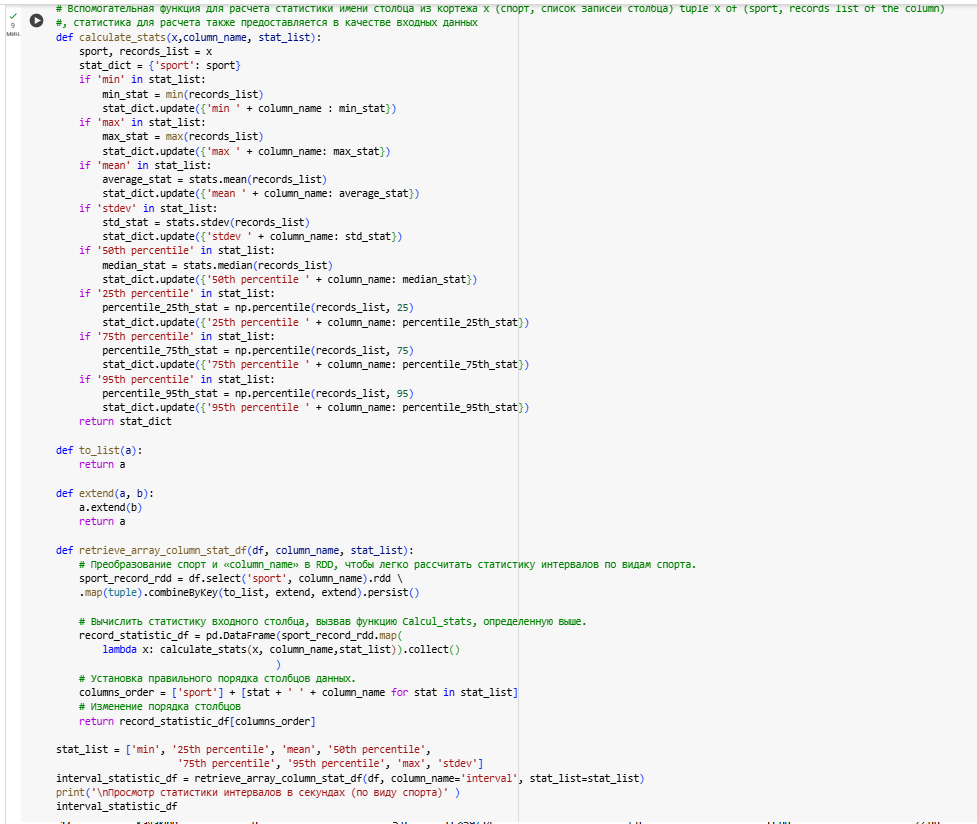 # Вспомогательная функция для расчета статистики имени столбца из кортежа x (спорт, список записей столбца) tuple x of (sport, records list of the column)
#, статистика для расчета также предоставляется в качестве входных данных
9
мин.
def calculate_stats(x,column_name, stat_list):
    sport, records_list = x
    stat_dict = {'sport': sport}
    if 'min' in stat_list:
        min_stat = min(records_list)
        stat_dict.update({'min ' + column_name : min_stat})
    if 'max' in stat_list:
        max_stat = max(records_list)
        stat_dict.update({'max ' + column_name: max_stat})
    if 'mean' in stat_list:
        average_stat = stats.mean(records_list)
        stat_dict.update({'mean ' + column_name: average_stat})
    if 'stdev' in stat_list:
        std_stat = stats.stdev(records_list)
        stat_dict.update({'stdev ' + column_name: std_stat})
    if '50th percentile' in stat_list:
        median_stat = stats.median(records_list)
        stat_dict.update({'50th percentile ' + column_name: median_stat})
    if '25th percentile' in stat_list:
        percentile_25th_stat = np.percentile(records_list, 25)
        stat_dict.update({'25th percentile ' + column_name: percentile_25th_stat})
    if '75th percentile' in stat_list:
        percentile_75th_stat = np.percentile(records_list, 75)
        stat_dict.update({'75th percentile ' + column_name: percentile_75th_stat})
    if '95th percentile' in stat_list:
        percentile_95th_stat = np.percentile(records_list, 95)
        stat_dict.update({'95th percentile ' + column_name: percentile_95th_stat})
    return stat_dict

def to_list(a):
    return a

def extend(a, b):
    a.extend(b)
    return a

def retrieve_array_column_stat_df(df, column_name, stat_list):
    # Преобразование спорт и «column_name» в RDD, чтобы легко рассчитать статистику интервалов по видам спорта.
    sport_record_rdd = df.select('sport', column_name).rdd \
    .map(tuple).combineByKey(to_list, extend, extend).persist()

    # Вычислить статистику входного столбца, вызвав функцию Calcul_stats, определенную выше.
    record_statistic_df = pd.DataFrame(sport_record_rdd.map(
        lambda x: calculate_stats(x, column_name,stat_list)).collect()
                                      )
    # Установка правильного порядка столбцов данных.
    columns_order = ['sport'] + [stat + ' ' + column_name for stat in stat_list]
    # Изменение порядка столбцов
    return record_statistic_df[columns_order]

stat_list = ['min', '25th percentile', 'mean', '50th percentile',
                     '75th percentile', '95th percentile', 'max', 'stdev']
interval_statistic_df = retrieve_array_column_stat_df(df, column_name='interval', stat_list=stat_list)
print('\nПросмотр статистики интервалов в секундах (по виду спорта)' )
interval_statistic_df